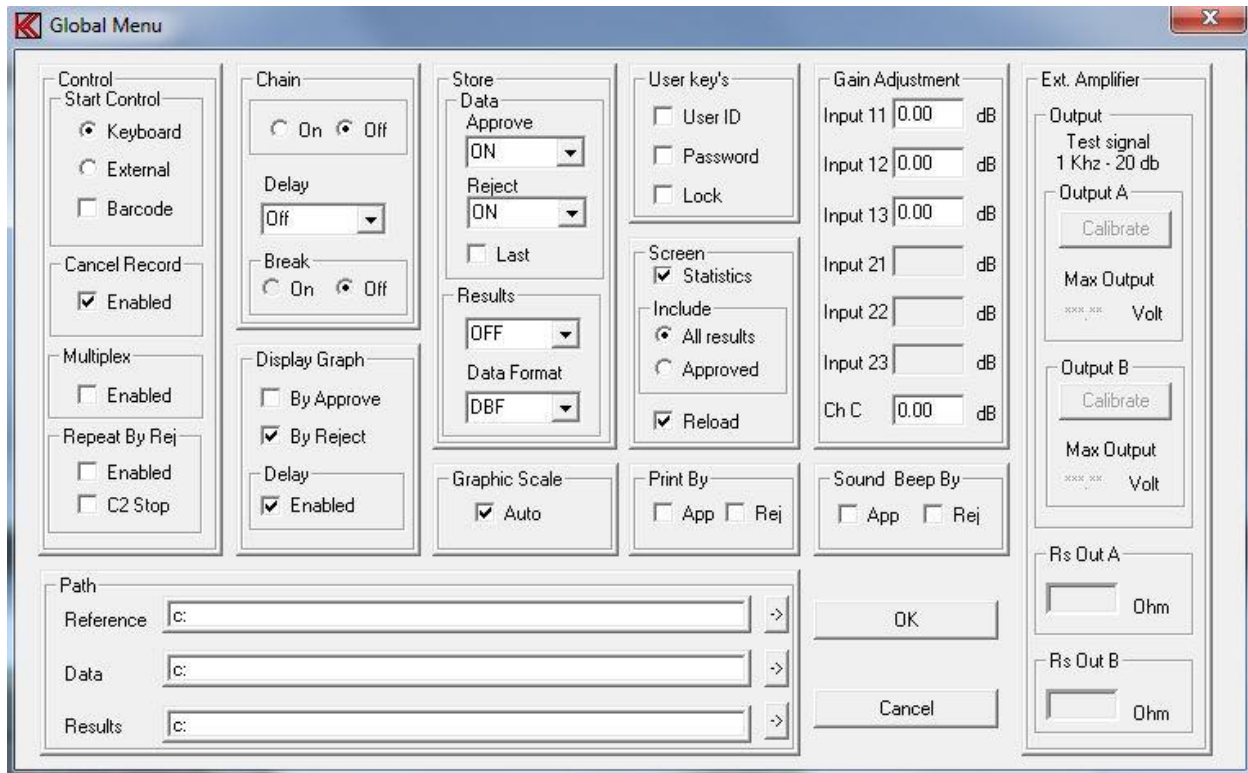 Global Menu
Control
Start Control
Keyboard
External
Barcode
Cancel Record
Enabled
Multiplex
Enabled
Repeat By Rej
Enabled
C2 Stop
Chain
On Off
Delay
Off
Break
On Off
Display Graph
By Approve
By Reject
Delay
Enabled
Store
Data
Approve
ON
Reject
ON
Last
Results
OFF
Data Format
DBF
Graphic Scale
Auto
User key's
User ID
Password
Lock
Screen
Statistics
Include
All results
Approved
Reload
Print By
App Rej
Gain Adjustment
Input 11 0.00 dB
Input 12 0.00 dB
Input 13 0.00 dB
Input 21 dB
Input 22 dB
Input 23 dB
Ch C 0.00 dB
Sound Beep By
App Rej
Ext. Amplifier
Output
Test signal
1 Khz - 20 db
Output A
Calibrate
Max Output
xxx.xx Volt
Output B
Calibrate
Max Output
xxx.xx Volt
Rs Out A
Ohm
Rs Out B
Ohm
Path
Reference c: ->
Data c: ->
Results c: ->
OK
Cancel